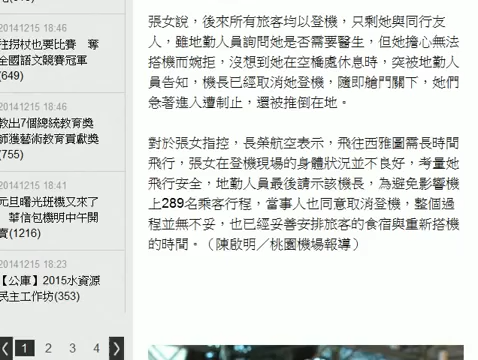 20141215 18:46
拄拐杖也要比賽 奪
全國語文競賽冠軍
(649)
20141215 18:46
教出7個總統教育獎
師獲藝術教育貢獻獎
(755)
20141215 18:41
元旦曙光班機又來了
華信包機明中午開
賣(1216)
20141215 18:23
【公庫】2015水資源
民主工作坊(353)
1 2 3 4
張女說，後來所有旅客均以登機，只剩她與同行友
人，雖地勤人員詢問她是否需要醫生，但她擔心無法
搭機而婉拒，沒想到她在空橋處休息時，突被地勤人
員告知，機長已經取消她登機，隨即艙門關下，她們
急著進入遭制止，還被推倒在地。
對於張女指控，長榮航空表示，飛往西雅圖需長時間
飛行，張女在登機現場的身體狀況並不良好，考量她
飛行安全，地勤人員最後請示該機長，為避免影響機
上289名乘客行程，當事人也同意取消登機，整個過
程並無不妥，也已經妥善安排旅客的食宿與重新搭機
的時間。（陳啟明／桃園機場報導）